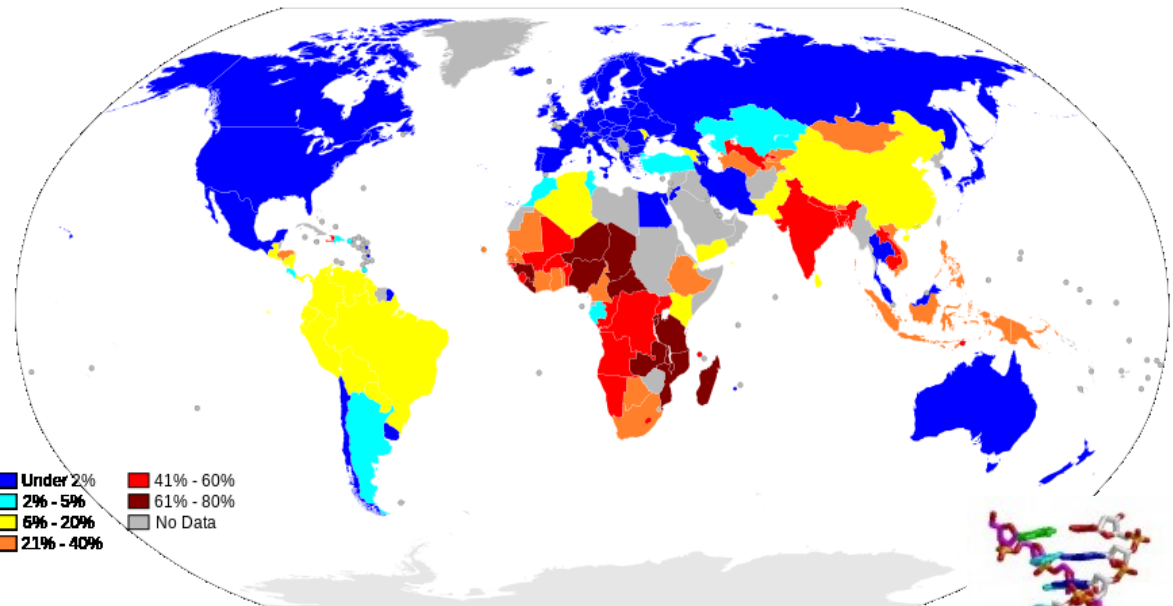 Under 2%
2% - 5%
6% - 20%
21% - 40%
41% - 60%
61% - 80%
No Data